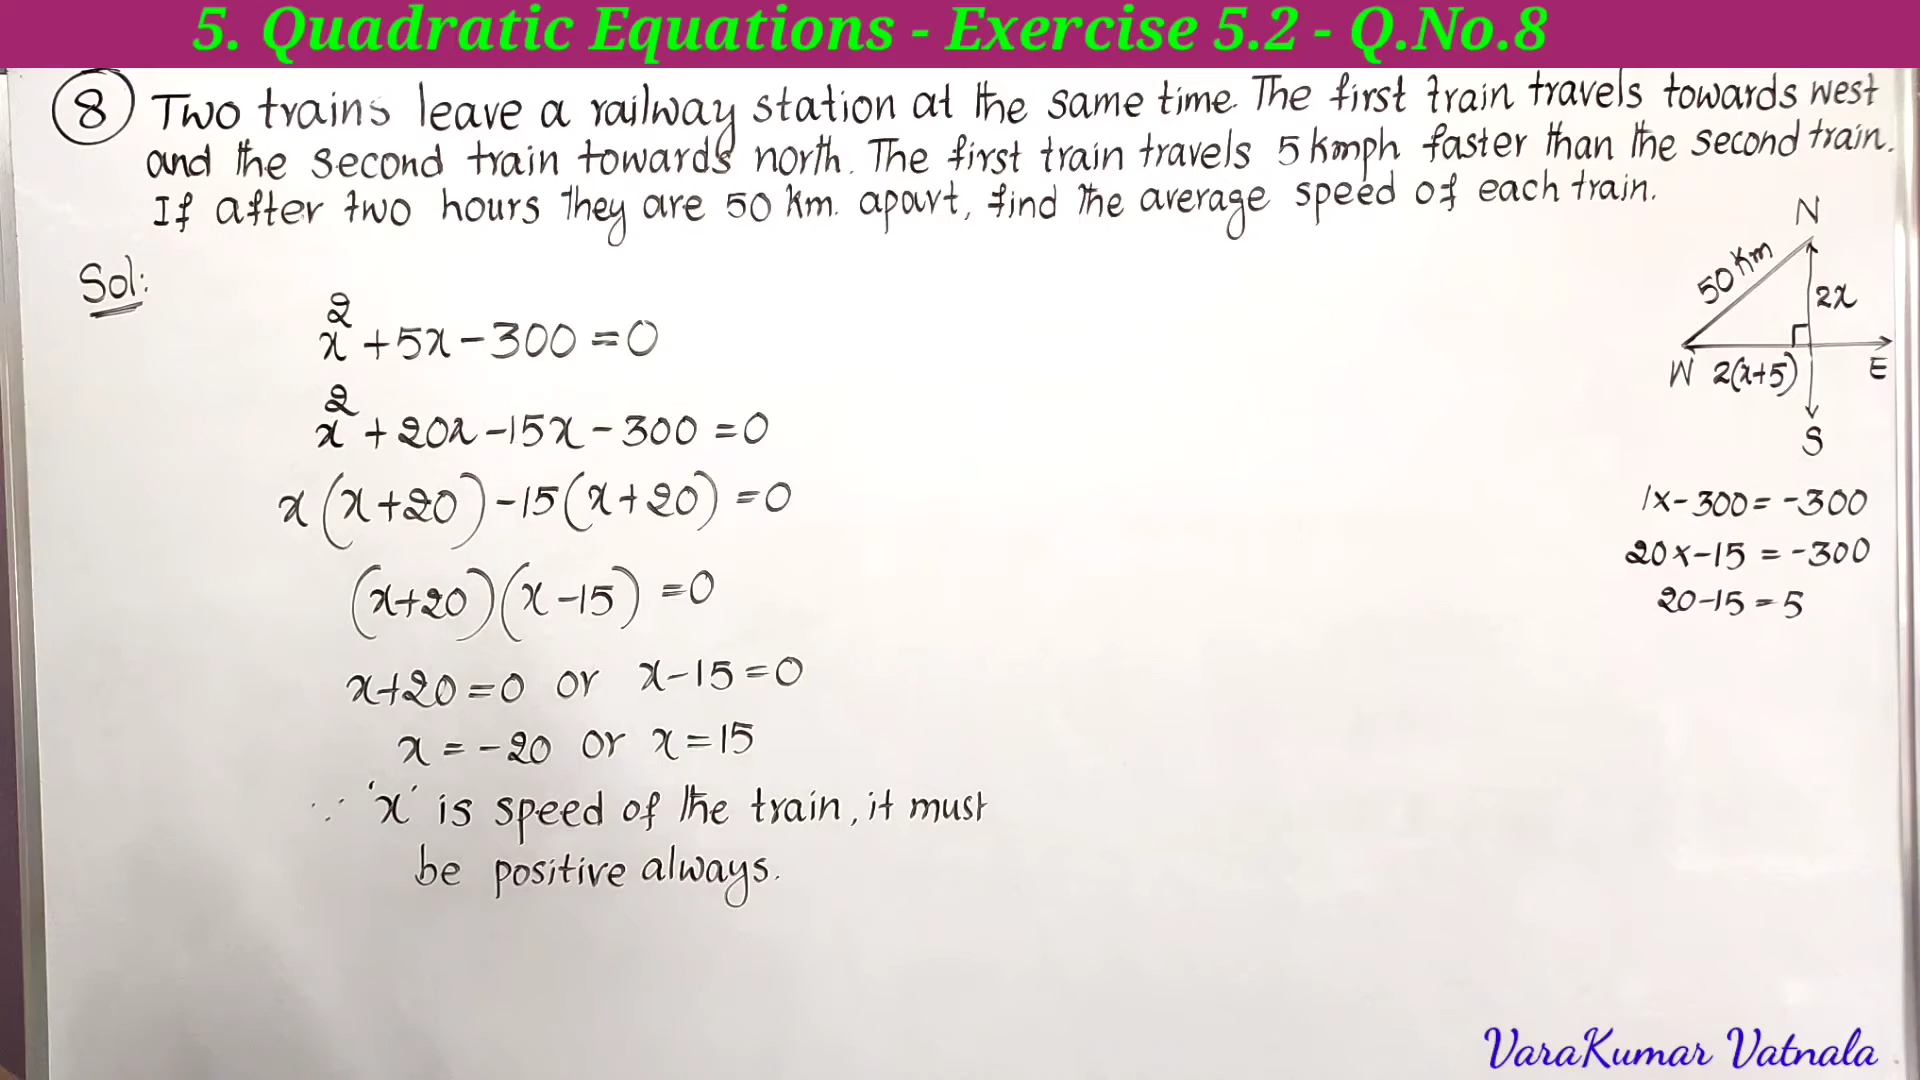 5. Quadratic Equations - Exercise 5.2 - Q.No.8
8 Two trains leave a railway station at the same time. The first train travels towards west
and the second train towards north. The first train travels 5 kmph faster than the second train.
If after two hours they are 50 Km. apart, find the average speed of each train.
Sol:
x² + 5x - 300 = 0
x² + 20x - 15x - 300 = 0
x(x+20) - 15(x+20) = 0
(x+20)(x-15) = 0
x+20 = 0 or x-15 = 0
x = -20 or x = 15
∵ 'x' is speed of the train, it must
be positive always.
N
50 Km
2x
W 2(x+5) E
S
1x-300 = -300
20x-15 = -300
20-15 = 5
VaraKumar Vatnala